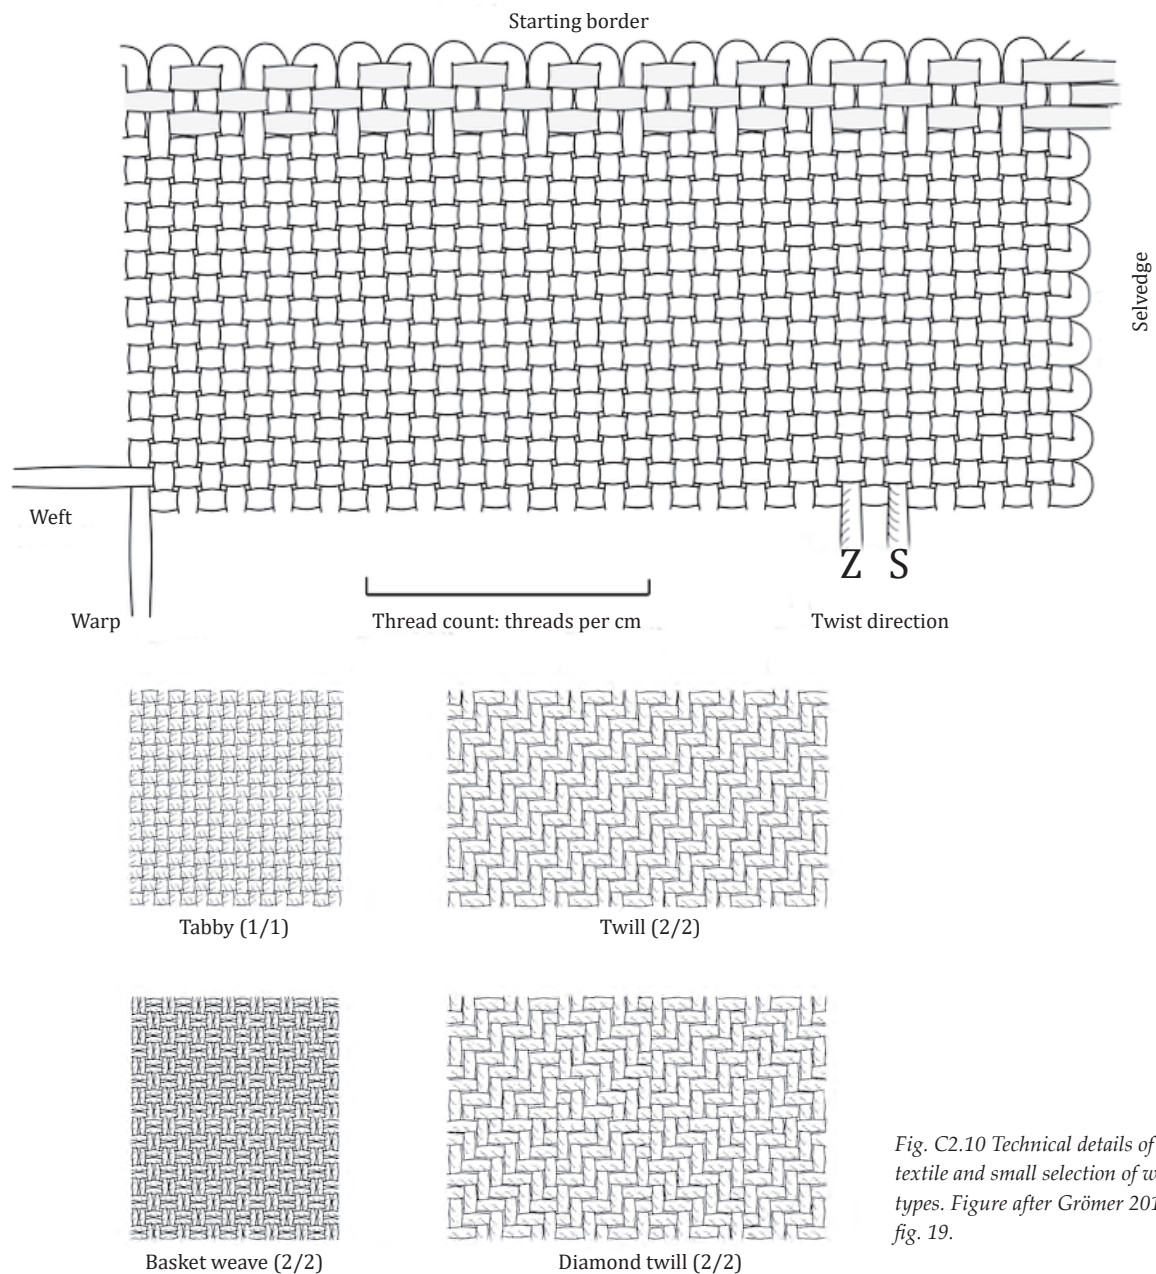 Starting border
Selvedge
Weft
Z S
Warp
Thread count: threads per cm
Twist direction
Tabby (1/1)
Twill (2/2)
Basket weave (2/2)
Diamond twill (2/2)
Fig. C2.10 Technical details of
textile and small selection of
types. Figure after Grömer
fig. 19.